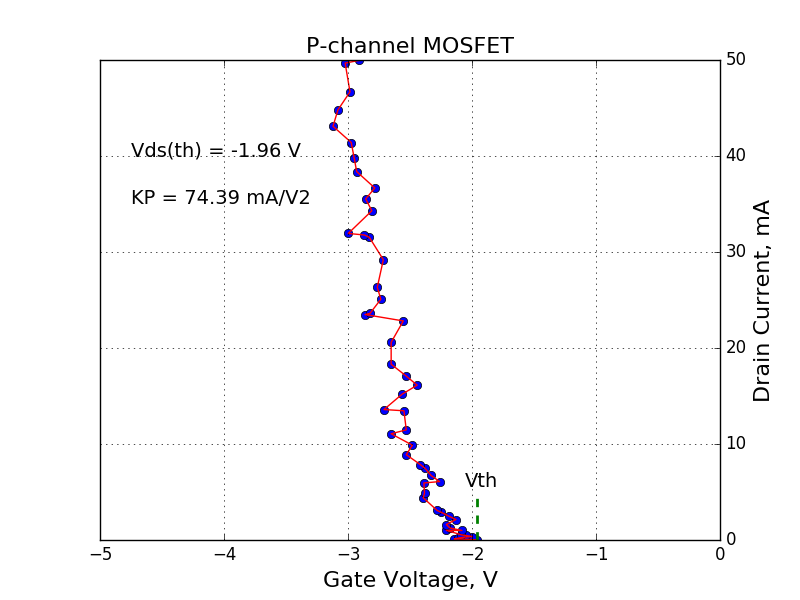 P-channel MOSFET
50
Vds(th) = -1.96 V
40
KP = 74.39 mA/V2
30
Drain Current, mA
20
10
Vth
0
−5 −4 −3 −2 −1 0
Gate Voltage, V